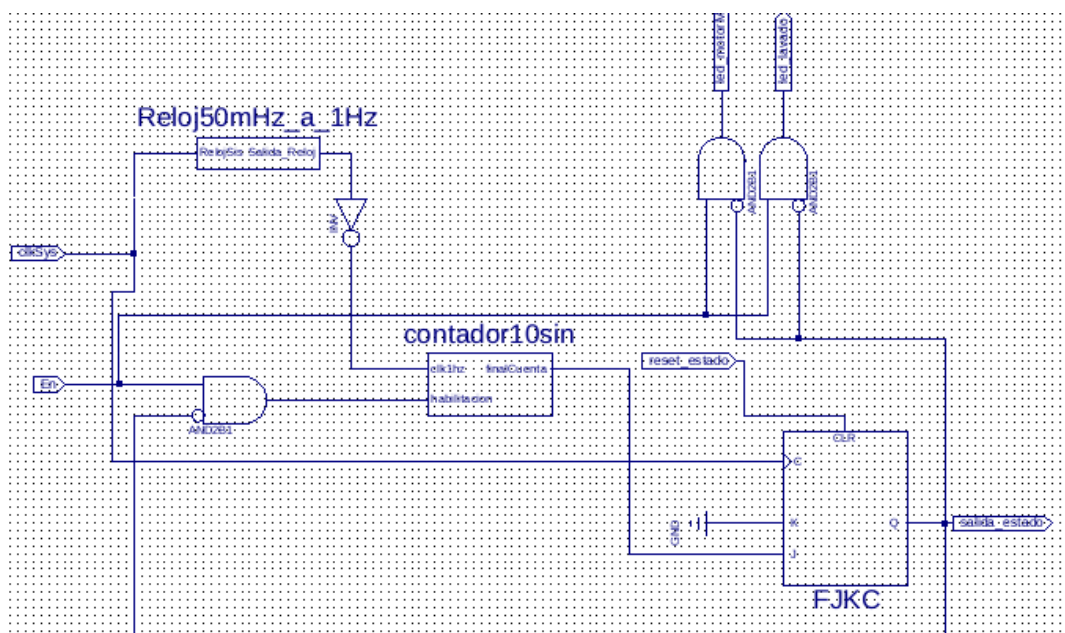 led_motorM
led_lavado
Reloj50mHz_a_1Hz
RelojSis Salida_Reloj
AND2B1
AND2B1
INV
clkSys
contador10sin
clk1hz finalCuenta
reset_estado
En
habilitacion
AND2B1
CLR
C
GND
K
Q
salida_estado
J
FJKC